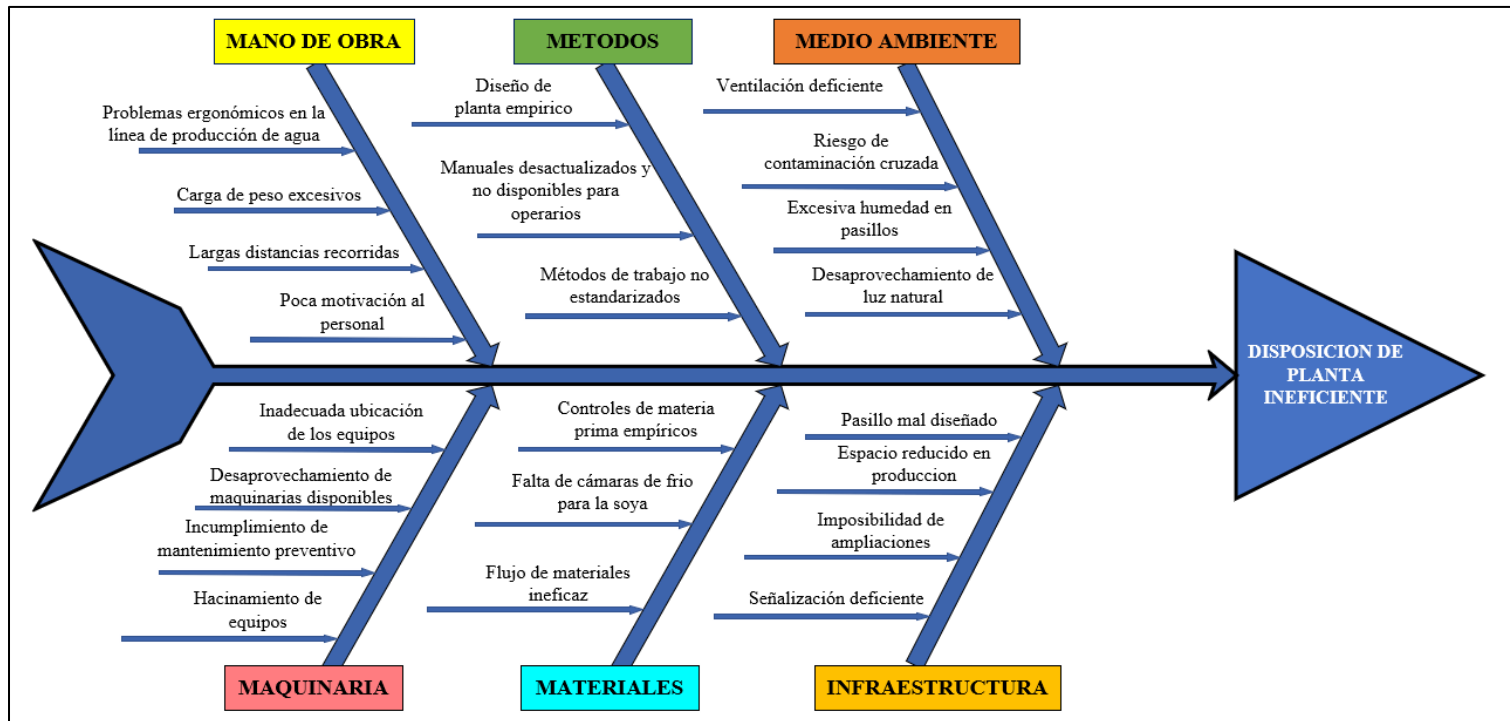 MANO DE OBRA
Problemas ergonómicos en la
línea de producción de agua
Carga de peso excesivos
Largas distancias recorridas
Poca motivación al
personal
METODOS
Diseño de
planta empirico
Manuales desactualizados y
no disponibles para
operarios
Métodos de trabajo no
estandarizados
MEDIO AMBIENTE
Ventilación deficiente
Riesgo de
contaminación cruzada
Excesiva humedad en
pasillos
Desaprovechamiento de
luz natural
DISPOSICION DE
PLANTA
INEFICIENTE
Inadecuada ubicación
de los equipos
Desaprovechamiento de
maquinarias disponibles
Incumplimiento de
mantenimiento preventivo
Hacinamiento de
equipos
MAQUINARIA
Controles de materia
prima empíricos
Falta de cámaras de frio
para la soya
Flujo de materiales
ineficaz
MATERIALES
Pasillo mal diseñado
Espacio reducido en
produccion
Imposibilidad de
ampliaciones
Señalización deficiente
INFRAESTRUCTURA